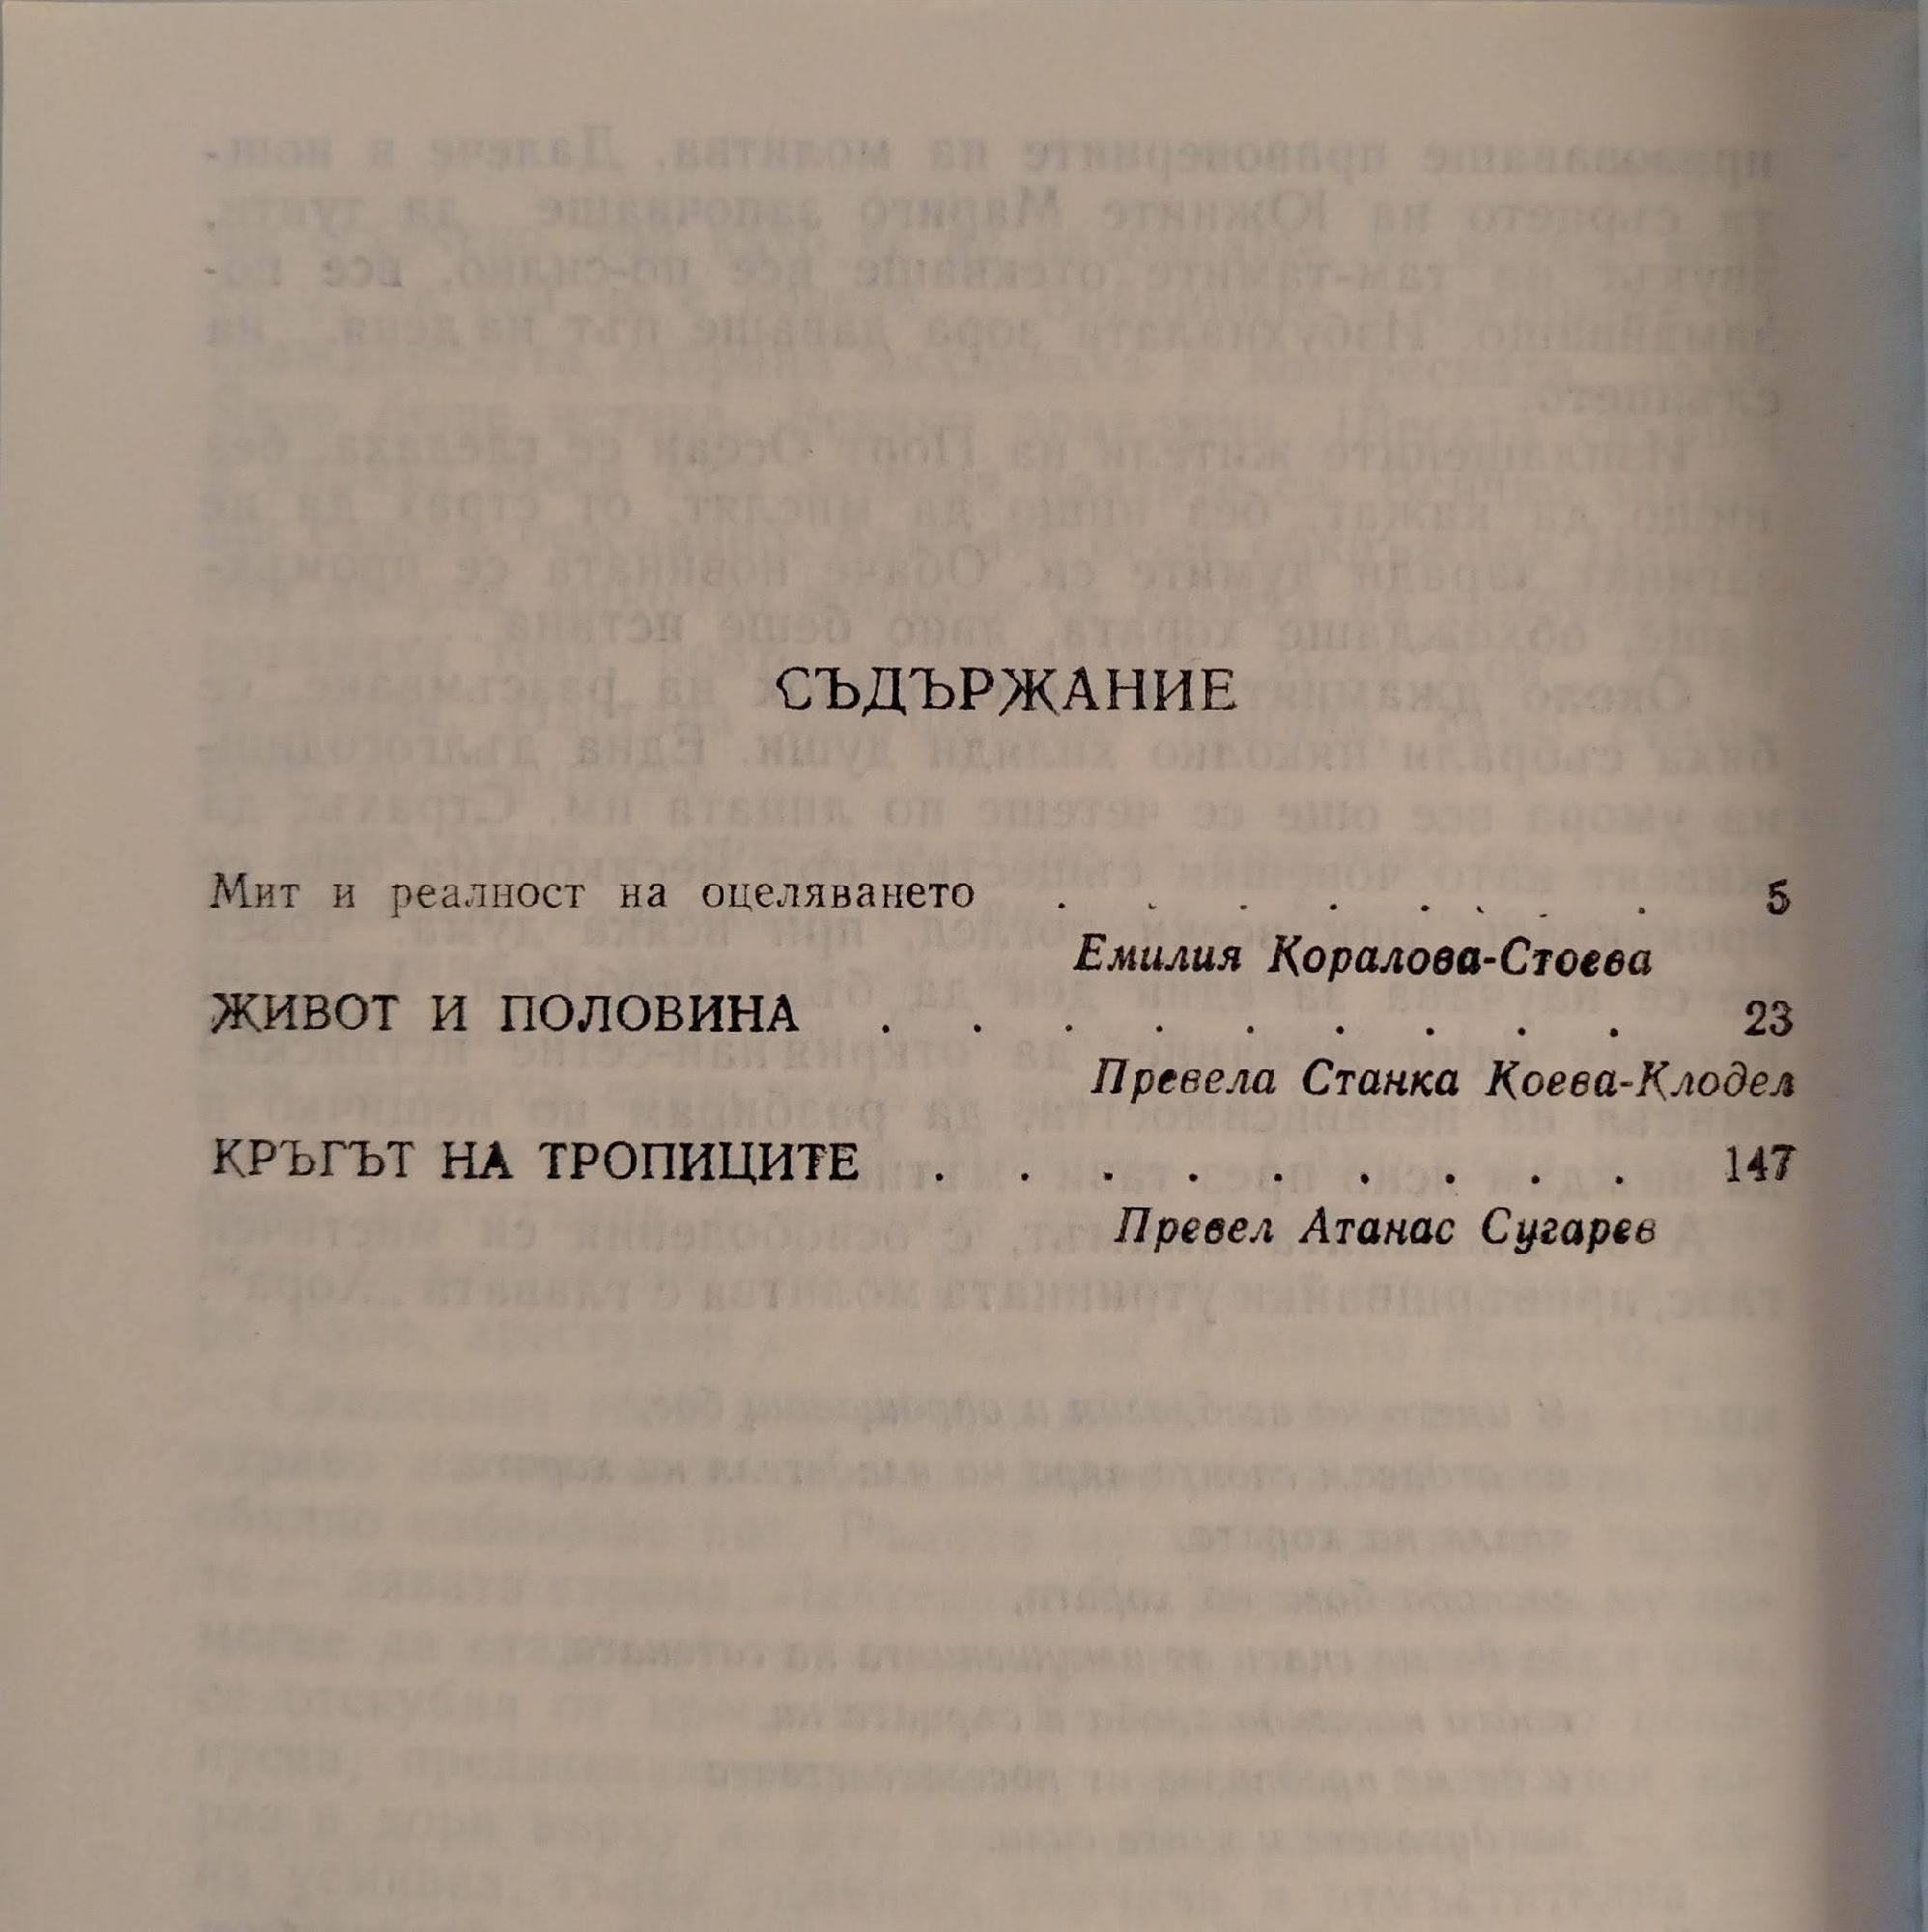 СЪДЪРЖАНИЕ
Мит и реалност на оцеляването . . . . . . . . 5
Емилия Коралова-Стоева
ЖИВОТ И ПОЛОВИНА . . . . . . . . . 23
Превела Станка Коева-Клодел
КРЪГЪТ НА ТРОПИЦИТЕ . . . . . . . . . 147
Превел Атанас Сугарев